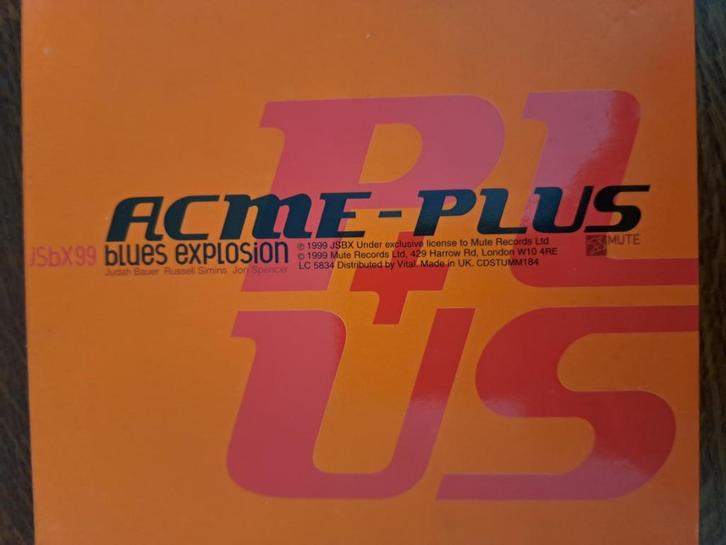 PLUS
ACME-PLUS
JSbX99 blues explosion
Judah Bauer Russell Simins Jon Spencer
℗ 1999 JSBX Under exclusive license to Mute Records Ltd
© 1999 Mute Records Ltd, 429 Harrow Rd, London W10 4RE
LC 5834 Distributed by Vital. Made in UK. CDSTUMM184
MUTE